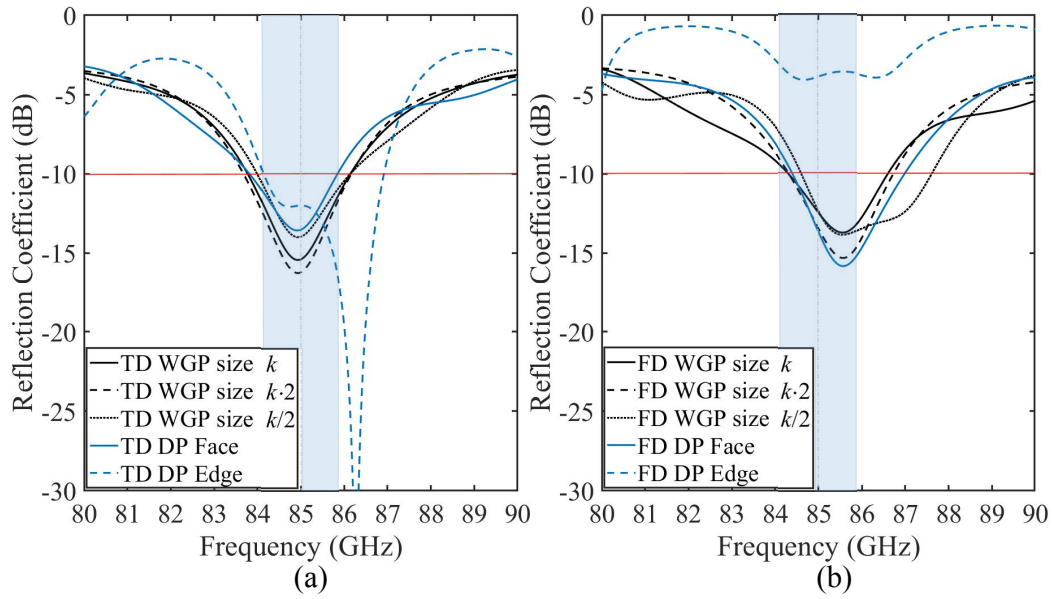 0
-5
-10
-15
-20
-25
-30
Reflection Coefficient (dB)
TD WGP size k
TD WGP size k·2
TD WGP size k/2
TD DP Face
TD DP Edge
80 81 82 83 84 85 86 87 88 89 90
Frequency (GHz)
(a)
0
-5
-10
-15
-20
-25
-30
Reflection Coefficient (dB)
FD WGP size k
FD WGP size k·2
FD WGP size k/2
FD DP Face
FD DP Edge
80 81 82 83 84 85 86 87 88 89 90
Frequency (GHz)
(b)